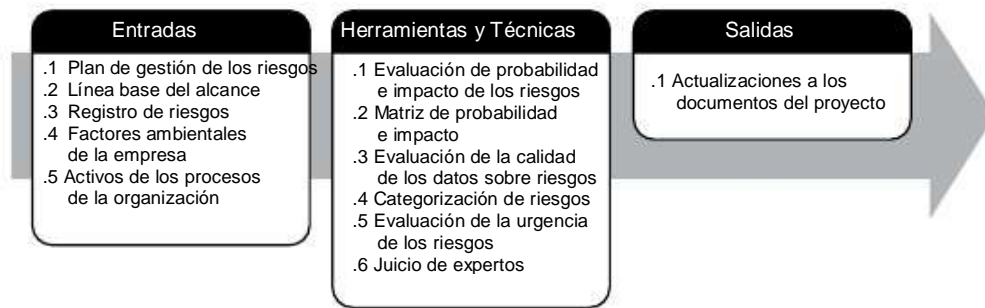 Entradas
.1 Plan de gestión de los riesgos
.2 Línea base del alcance
.3 Registro de riesgos
.4 Factores ambientales
de la empresa
.5 Activos de los procesos
de la organización
Herramientas y Técnicas
.1 Evaluación de probabilidad
e impacto de los riesgos
.2 Matriz de probabilidad
e impacto
.3 Evaluación de la calidad
de los datos sobre riesgos
.4 Categorización de riesgos
.5 Evaluación de la urgencia
de los riesgos
.6 Juicio de expertos
Salidas
.1 Actualizaciones a los
documentos del proyecto